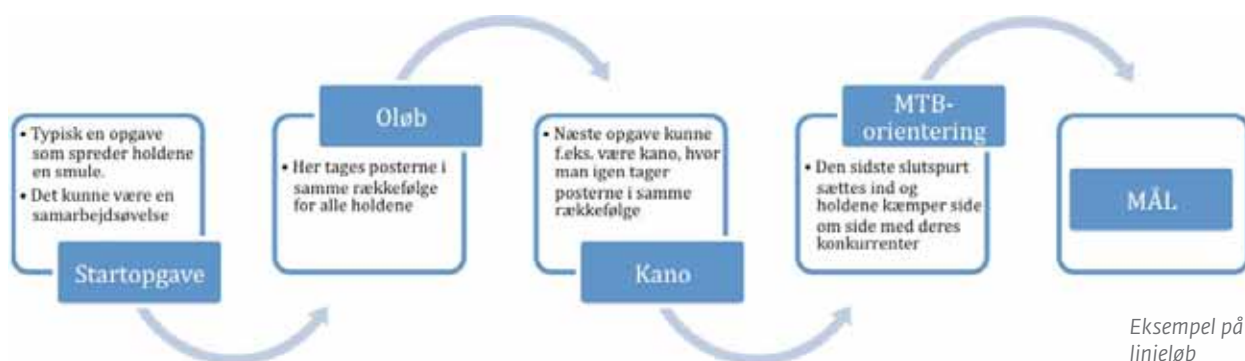 • Typisk en opgave
som spreder holdene
en smule.
• Det kunne være en
samarbejdsøvelse
Startopgave
Oløb
• Her tages posterne i
samme rækkefølge
for alle holdene
• Næste opgave kunne
f.eks. være kano, hvor
man igen tager
posterne i samme
rækkefølge
Kano
MTB-
orientering
• Den sidste slutspurt
sættes ind og
holdene kæmper side
om side med deres
konkurrenter
MÅL
Eksempel på
linjeløb